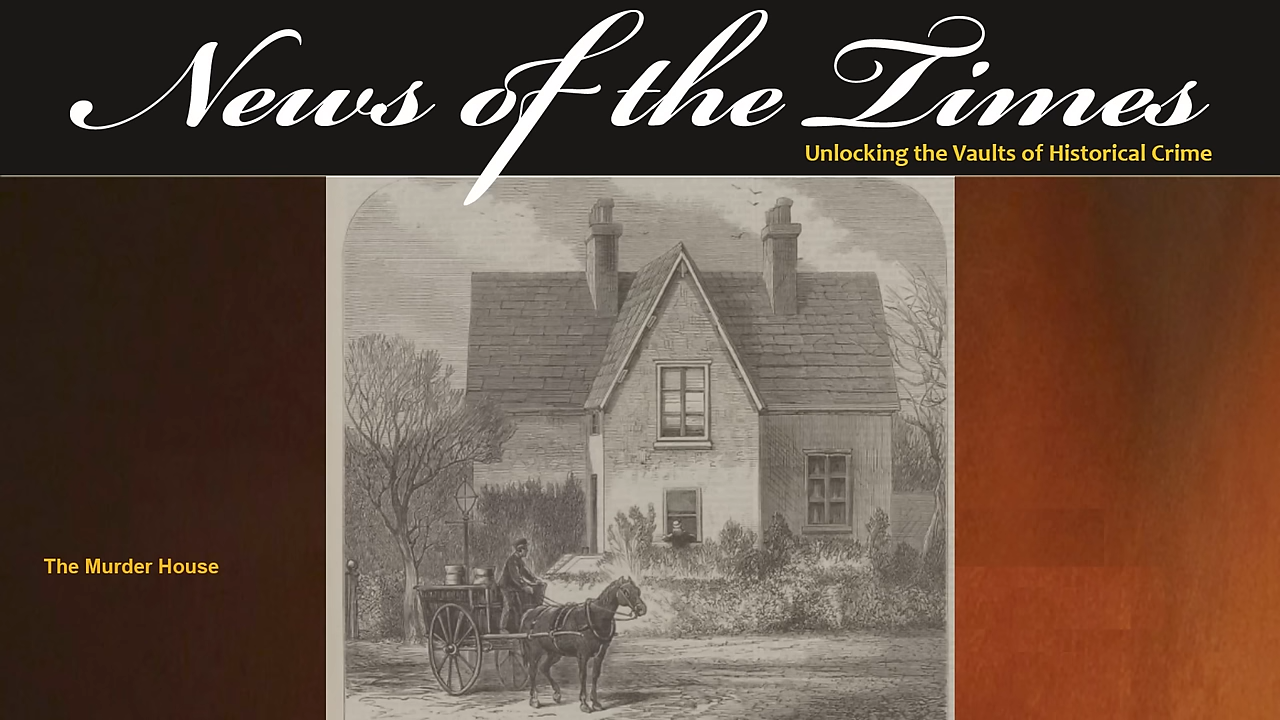 News of the Times
Unlocking the Vaults of Historical Crime
The Murder House